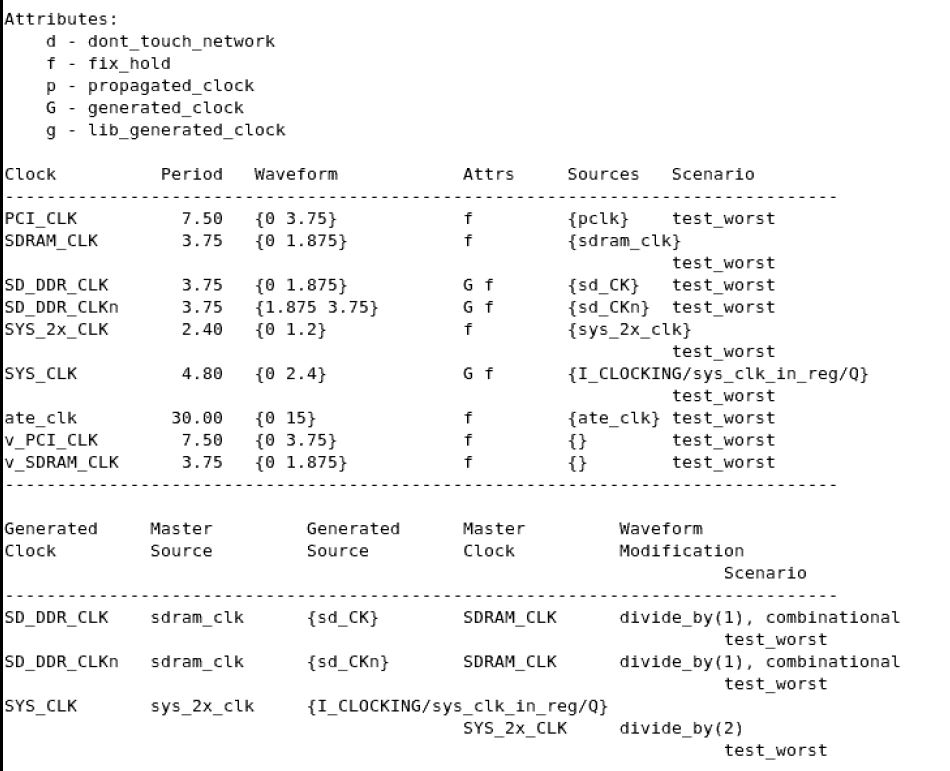 Attributes:
    d - dont_touch_network
    f - fix_hold
    p - propagated_clock
    G - generated_clock
    g - lib_generated_clock

Clock          Period   Waveform            Attrs     Sources   Scenario
--------------------------------------------------------------------------------
PCI_CLK          7.50   {0 3.75}            f         {pclk}    test_worst
SDRAM_CLK        3.75   {0 1.875}           f         {sdram_clk}
                                                                test_worst
SD_DDR_CLK       3.75   {0 1.875}           G f       {sd_CK}   test_worst
SD_DDR_CLKn      3.75   {1.875 3.75}        G f       {sd_CKn}  test_worst
SYS_2x_CLK       2.40   {0 1.2}             f         {sys_2x_clk}
                                                                test_worst
SYS_CLK          4.80   {0 2.4}             G f       {I_CLOCKING/sys_clk_in_reg/Q}
                                                                test_worst
ate_clk         30.00   {0 15}              f         {ate_clk} test_worst
v_PCI_CLK        7.50   {0 3.75}            f         {}        test_worst
v_SDRAM_CLK      3.75   {0 1.875}           f         {}        test_worst
--------------------------------------------------------------------------------

Generated     Master         Generated      Master         Waveform
Clock         Source         Source         Clock          Modification
                                                                     Scenario
--------------------------------------------------------------------------------
SD_DDR_CLK    sdram_clk      {sd_CK}        SDRAM_CLK      divide_by(1), combinational
                                                                     test_worst
SD_DDR_CLKn   sdram_clk      {sd_CKn}       SDRAM_CLK      divide_by(1), combinational
                                                                     test_worst
SYS_CLK       sys_2x_clk     {I_CLOCKING/sys_clk_in_reg/Q}
                                            SYS_2x_CLK     divide_by(2)
                                                                     test_worst